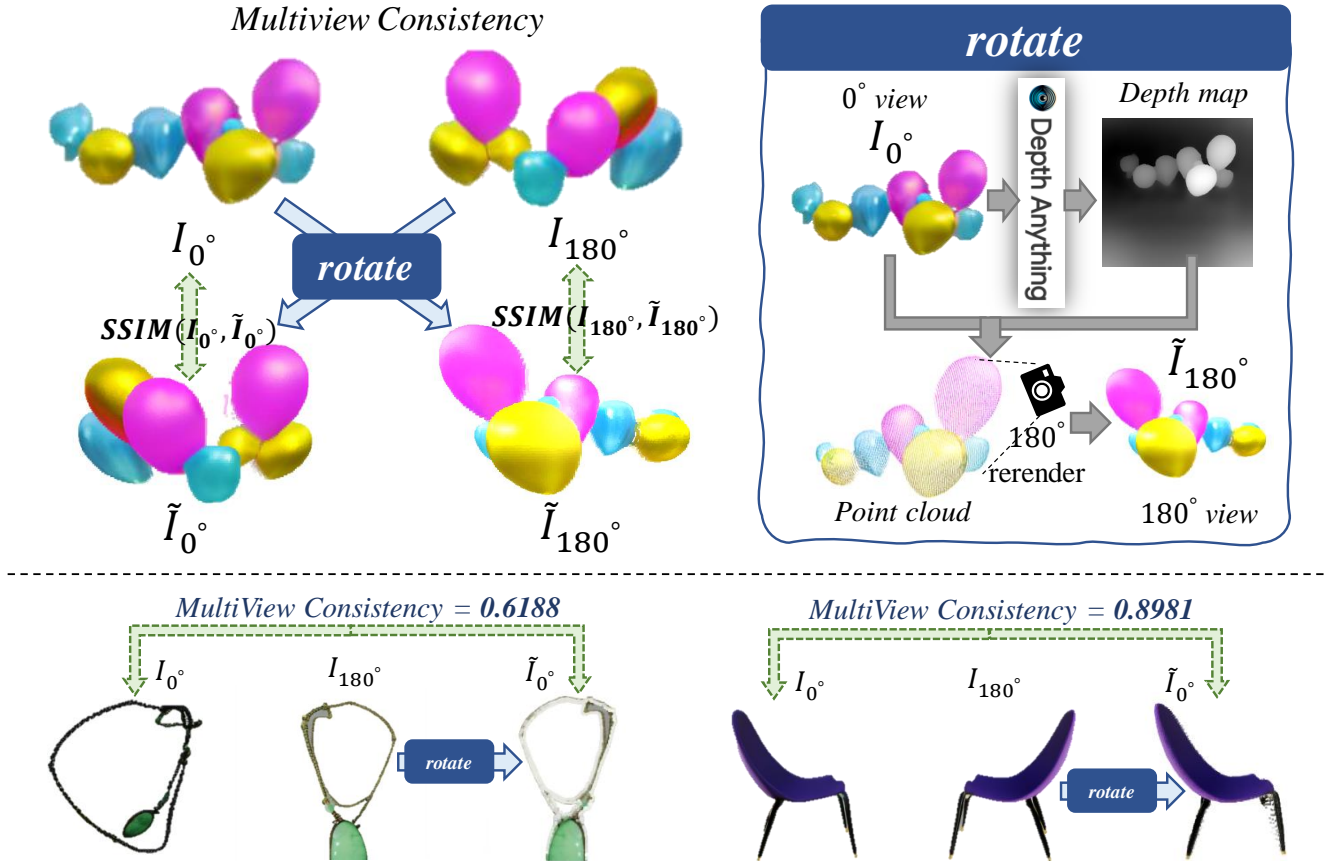 Multiview Consistency
I₀°
I₁₈₀°
rotate
SSIM(I₀°, Ĩ₀°)
SSIM(I₁₈₀°, Ĩ₁₈₀°)
Ĩ₀°
Ĩ₁₈₀°
rotate
0° view
I₀°
Depth Anything
Depth map
Ĩ₁₈₀°
180°
rerender
Point cloud
180° view
MultiView Consistency = 0.6188
I₀°
I₁₈₀°
Ĩ₀°
rotate
MultiView Consistency = 0.8981
I₀°
I₁₈₀°
Ĩ₀°
rotate